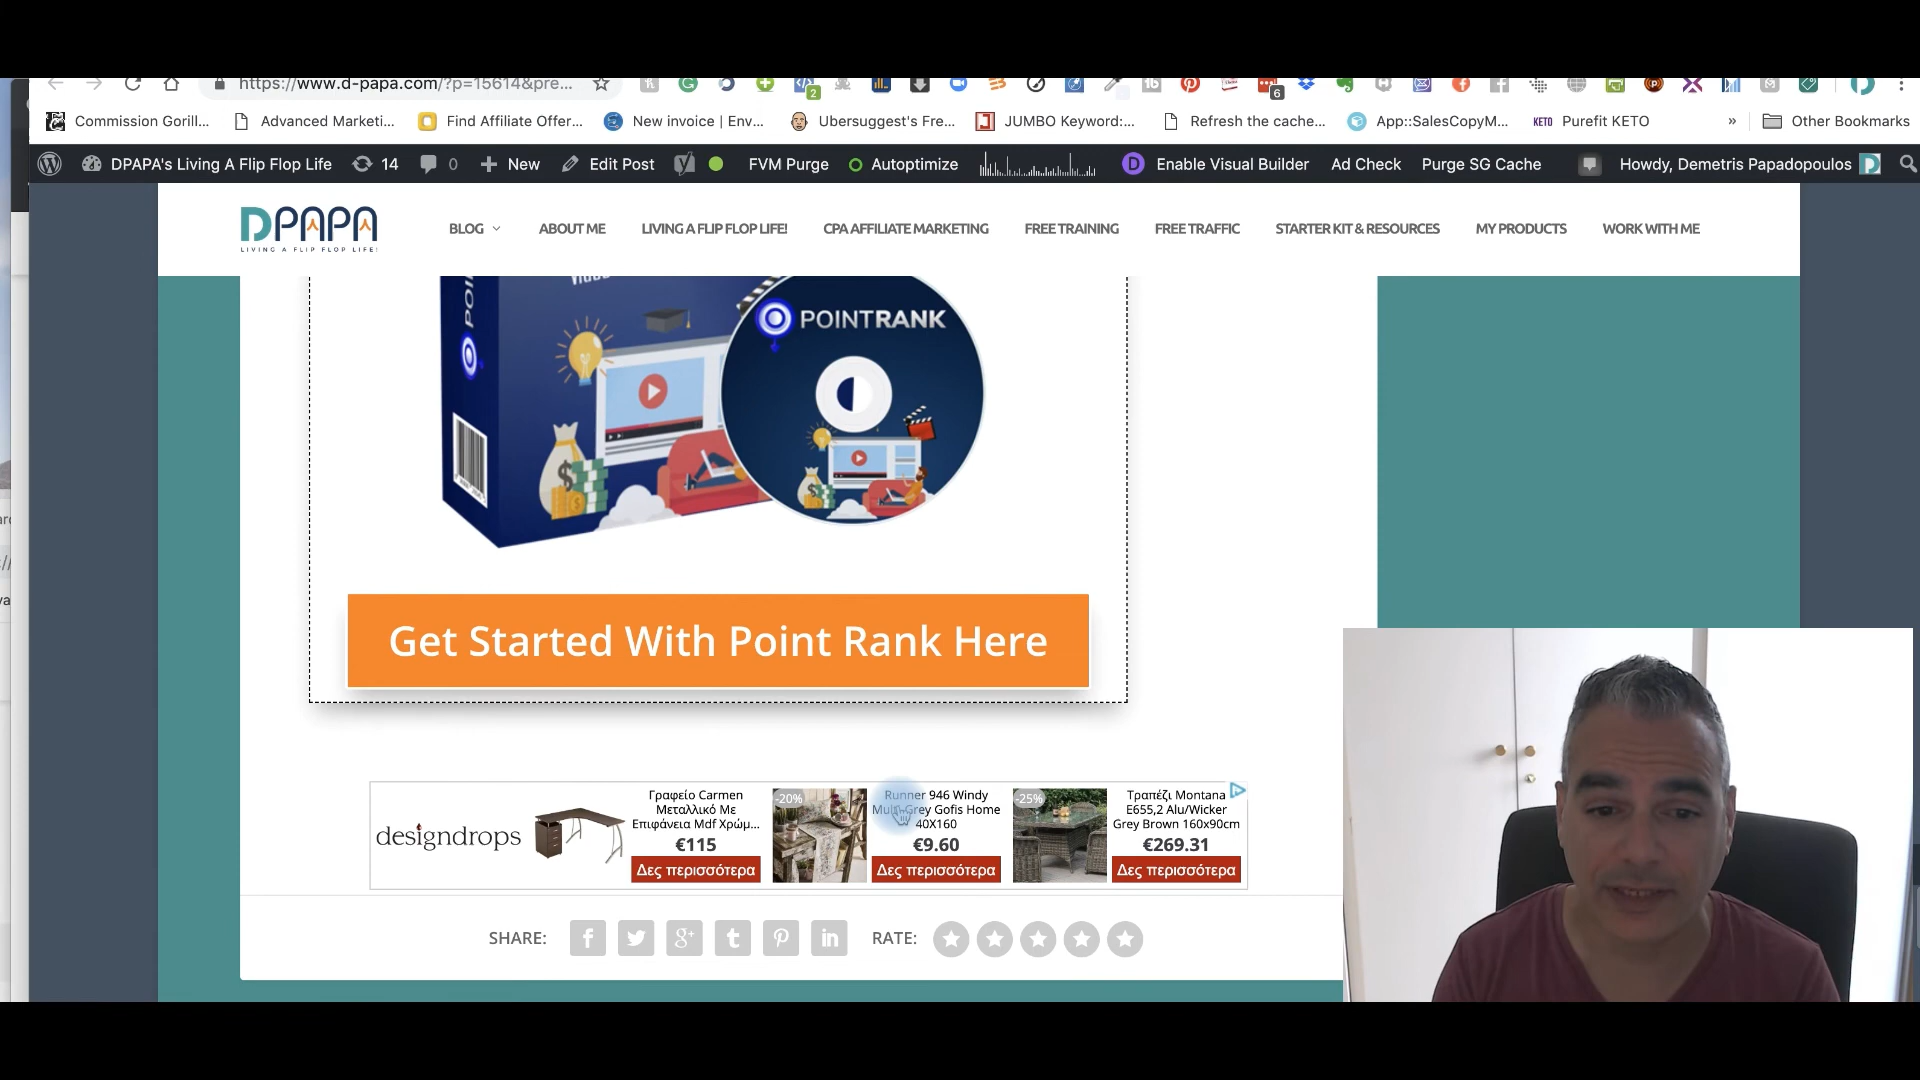 https://www.d-papa.com/?p=15614&pre...
2
16
6
Commission Gorill...
Advanced Marketi...
Find Affiliate Offer...
New invoice | Env...
Ubersuggest's Fre...
JUMBO Keyword:...
Refresh the cache...
App::SalesCopyM...
KETO Purefit KETO
»
Other Bookmarks
DPAPA's Living A Flip Flop Life
14
0
New
Edit Post
FVM Purge
Autoptimize
D Enable Visual Builder
Ad Check
Purge SG Cache
Howdy, Demetris Papadopoulos
DPAPA
LIVING A FLIP FLOP LIFE!
BLOG
ABOUT ME
LIVING A FLIP FLOP LIFE!
CPA AFFILIATE MARKETING
FREE TRAINING
FREE TRAFFIC
STARTER KIT & RESOURCES
MY PRODUCTS
WORK WITH ME
POINTRANK
Get Started With Point Rank Here
designdrops
Γραφείο Carmen
Μεταλλικό Με
Επιφάνεια Mdf Χρώμ...
€115
Δες περισσότερα
-20%
Runner 946 Windy
Multi-Grey Gofis Home
40X160
€9.60
Δες περισσότερα
-25%
Τραπέζι Montana
E655,2 Alu/Wicker
Grey Brown 160x90cm
€269.31
Δες περισσότερα
SHARE:
RATE: